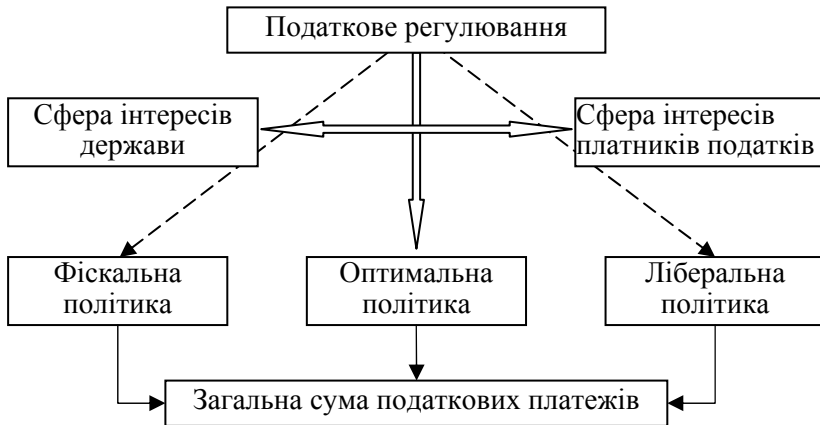 Податкове регулювання
Сфера інтересів
держави
Сфера інтересів
платників податків
Фіскальна
політика
Оптимальна
політика
Ліберальна
політика
Загальна сума податкових платежів